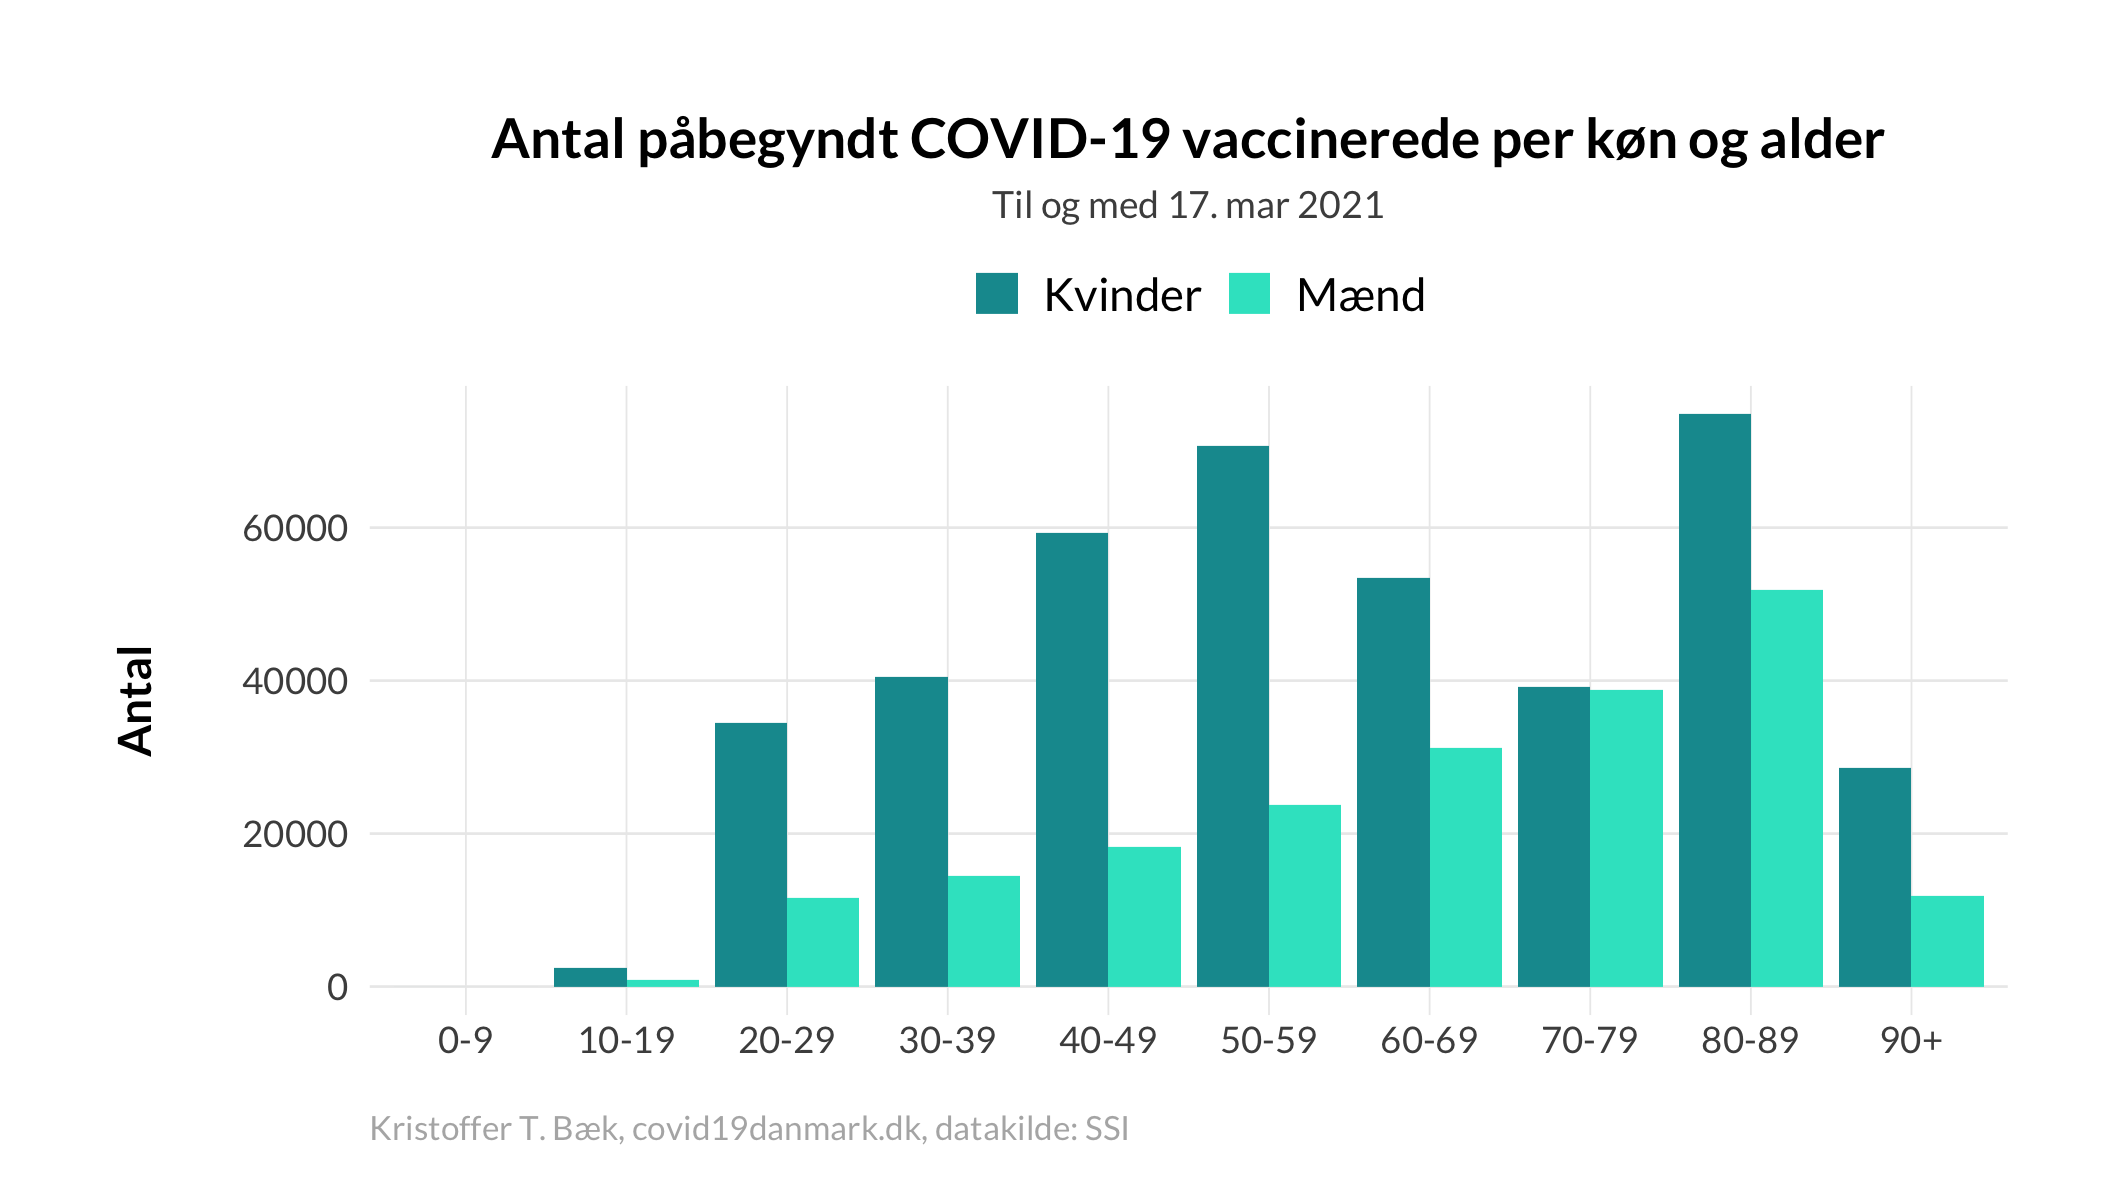 Antal påbegyndt COVID-19 vaccinerede per køn og alder
Til og med 17. mar 2021
Kvinder Mænd
Antal
60000
40000
20000
0
0-9 10-19 20-29 30-39 40-49 50-59 60-69 70-79 80-89 90+
Kristoffer T. Bæk, covid19danmark.dk, datakilde: SSI